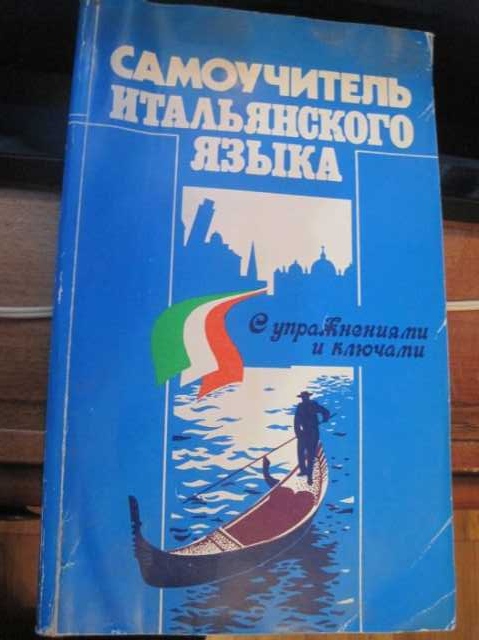 САМОУЧИТЕЛЬ
ИТАЛЬЯНСКОГО
ЯЗЫКА
С упражнениями
и ключами